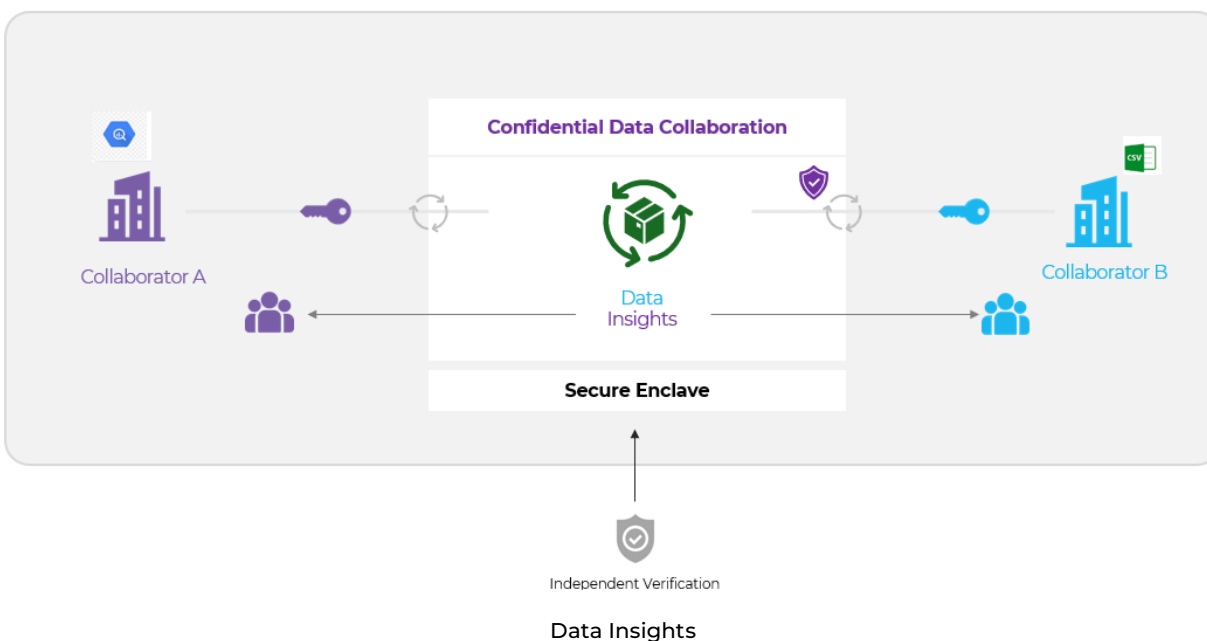 Confidential Data Collaboration
CSV
Collaborator A
Collaborator B
Data
Insights
Secure Enclave
Independent Verification
Data Insights